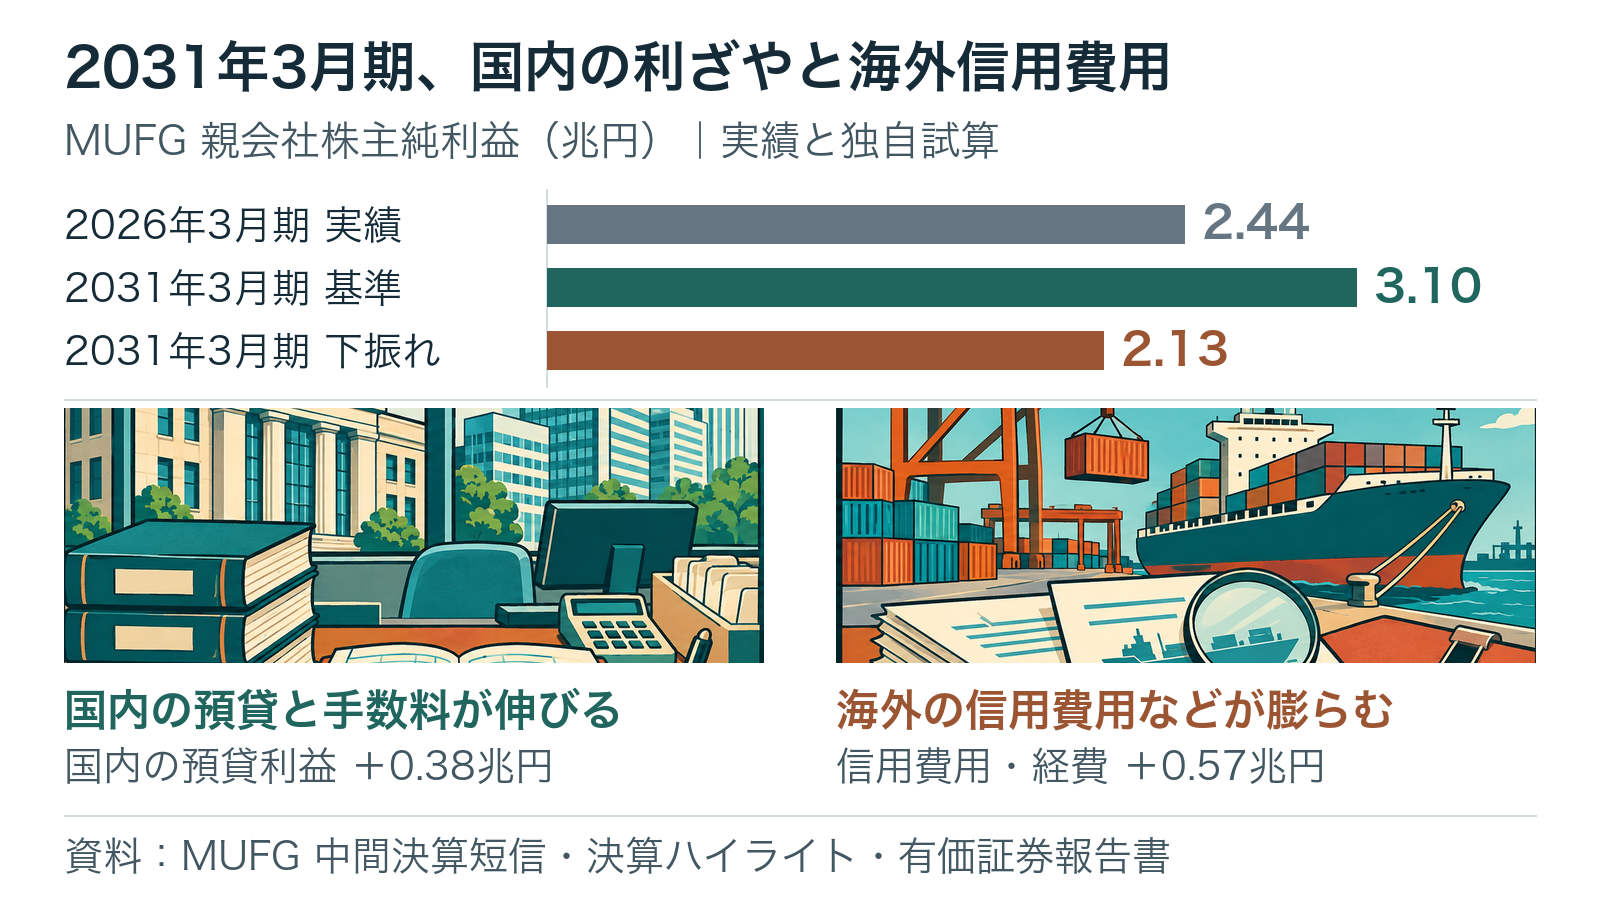 2031年3月期、国内の利ざやと海外信用費用
MUFG 親会社株主純利益（兆円）｜実績と独自試算
2026年3月期 実績 2.44
2031年3月期 基準 3.10
2031年3月期 下振れ 2.13
国内の預貸と手数料が伸びる
国内の預貸利益 +0.38兆円
海外の信用費用などが膨らむ
信用費用・経費 +0.57兆円
資料：MUFG 中間決算短信・決算ハイライト・有価証券報告書